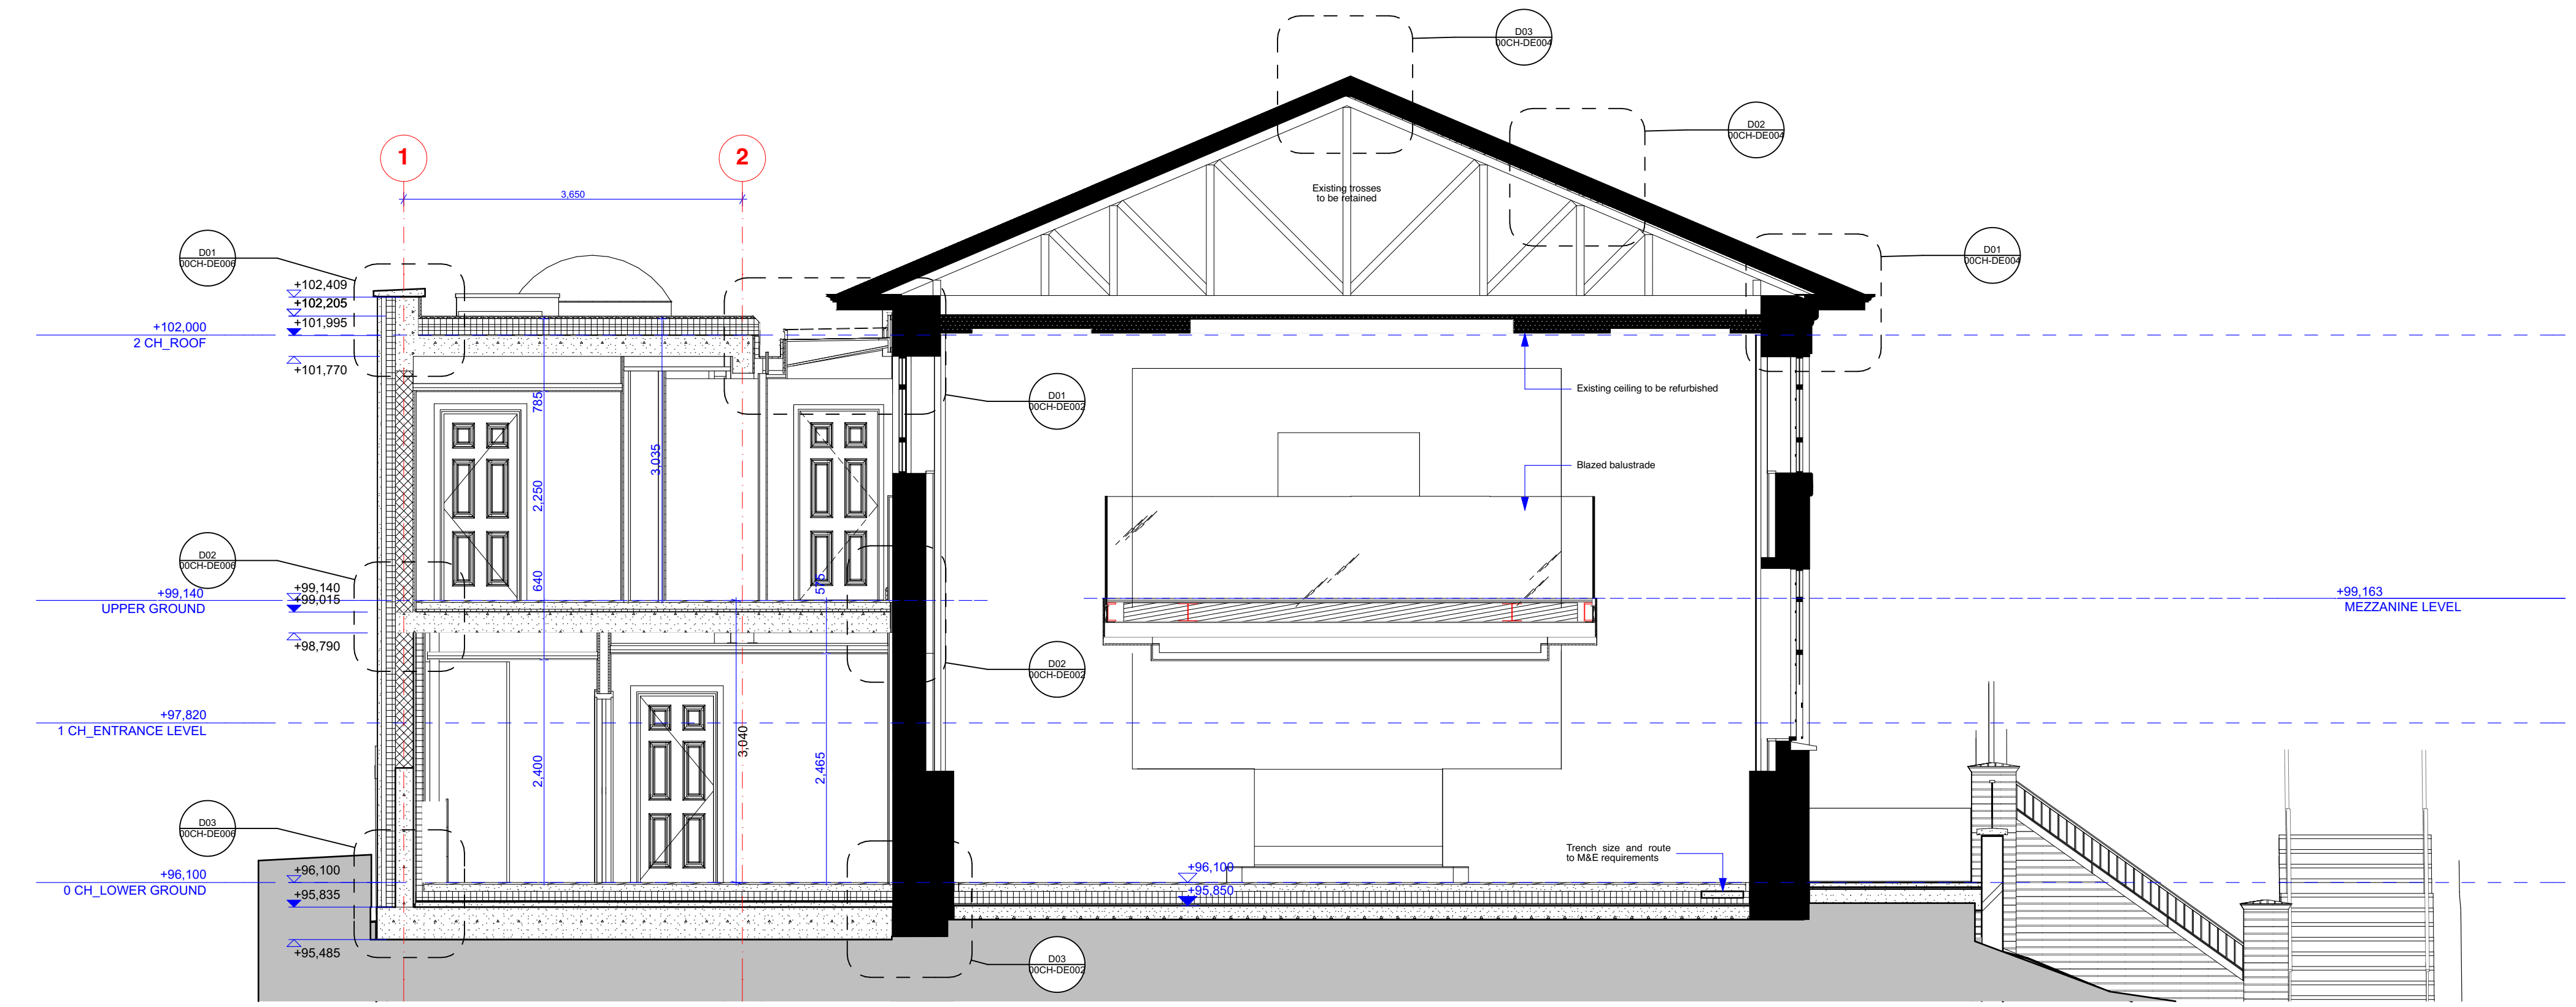 D03
00CH-DE004
D02
00CH-DE004
1
2
3,650
Existing trosses
to be retained
D01
00CH-DE006
D01
00CH-DE004
+102,409
+102,205
+101,995
+102,000
2 CH_ROOF
+101,770
Existing ceiling to be refurbished
D01
00CH-DE002
785
3,035
Blazed balustrade
2,250
D02
00CH-DE006
640
575
+99,140
+99,015
+99,140
UPPER GROUND
+99,163
MEZZANINE LEVEL
+98,790
D02
00CH-DE002
+97,820
1 CH_ENTRANCE LEVEL
3,040
2,400
2,465
D03
00CH-DE006
Trench size and route
to M&E requirements
+96,100
+96,100
+96,100
0 CH_LOWER GROUND
+95,835
+95,850
+95,485
D03
00CH-DE002